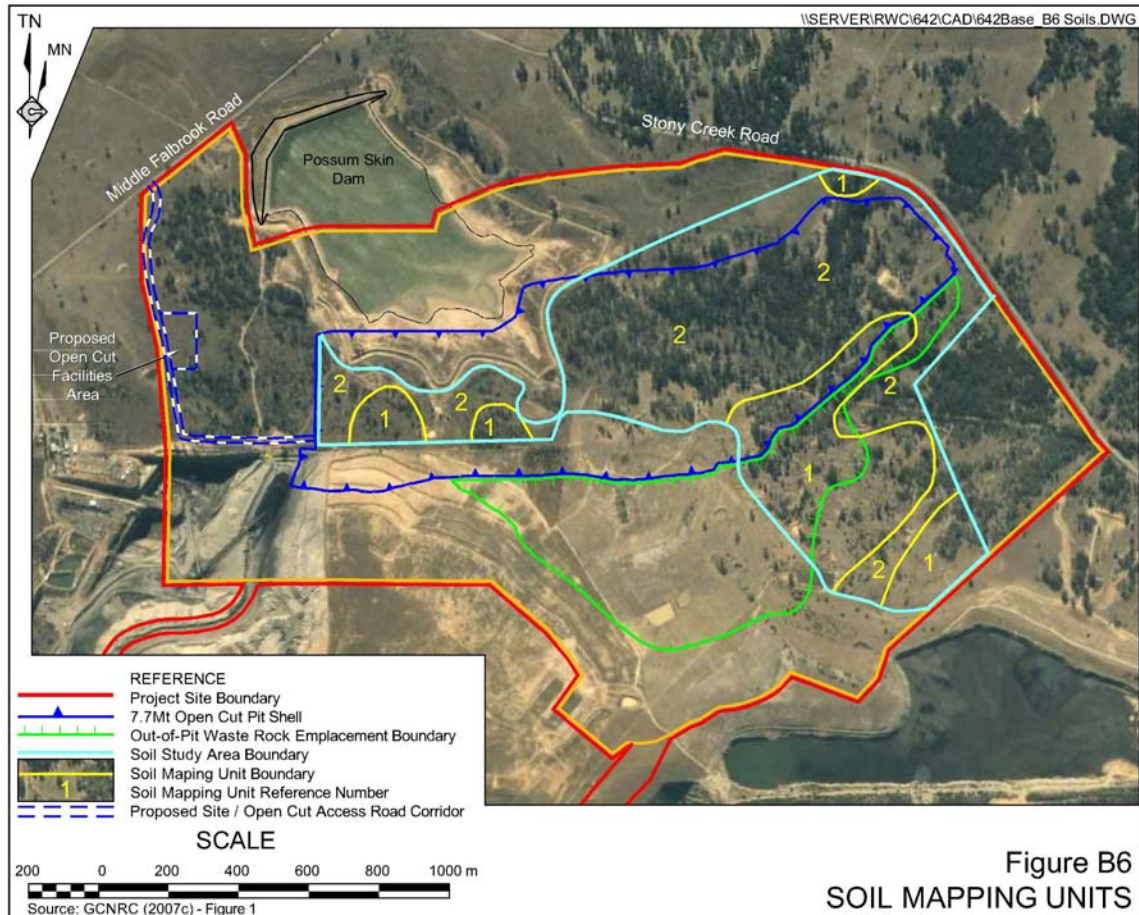 \\SERVER\RWC\642\CAD\642Base_B6 Soils.DWG
TN
MN
Middle Falbrook Road
Stony Creek Road
Possum Skin
Dam
1
2
2
Proposed
Open Cut
Facilities
Area
2
2
1
1
2
1
2
1
REFERENCE
Project Site Boundary
7.7Mt Open Cut Pit Shell
Out-of-Pit Waste Rock Emplacement Boundary
Soil Study Area Boundary
Soil Maping Unit Boundary
1
Soil Mapping Unit Reference Number
Proposed Site / Open Cut Access Road Corridor
SCALE
200 0 200 400 600 800 1000 m
Source: GCNRC (2007c) - Figure 1
Figure B6
SOIL MAPPING UNITS